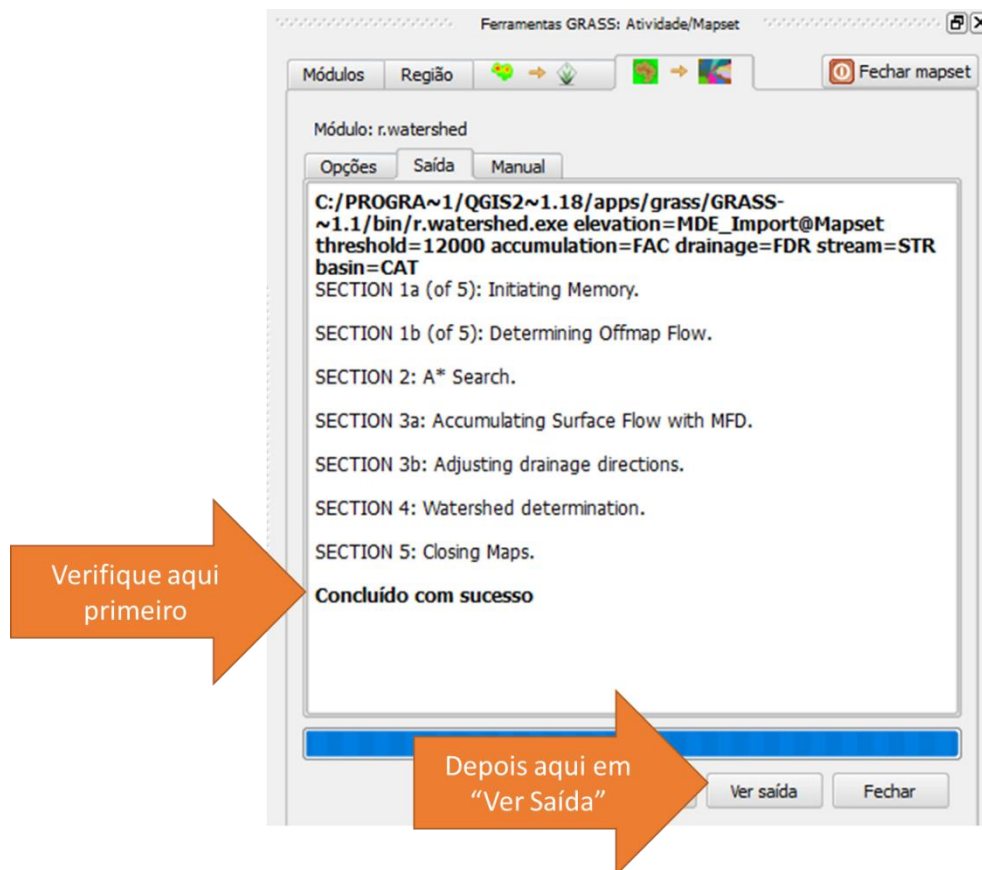 Ferramentas GRASS: Atividade/Mapset
Módulos Região Fechar mapset
Módulo: r.watershed
Opções Saída Manual
C:/PROGRA~1/QGIS2~1.18/apps/grass/GRASS-
~1.1/bin/r.watershed.exe elevation=MDE_Import@Mapset
threshold=12000 accumulation=FAC drainage=FDR stream=STR
basin=CAT
SECTION 1a (of 5): Initiating Memory.
SECTION 1b (of 5): Determining Offmap Flow.
SECTION 2: A* Search.
SECTION 3a: Accumulating Surface Flow with MFD.
SECTION 3b: Adjusting drainage directions.
SECTION 4: Watershed determination.
SECTION 5: Closing Maps.
Concluído com sucesso
Verifique aqui
primeiro
Depois aqui em
“Ver Saída”
Ver saída Fechar